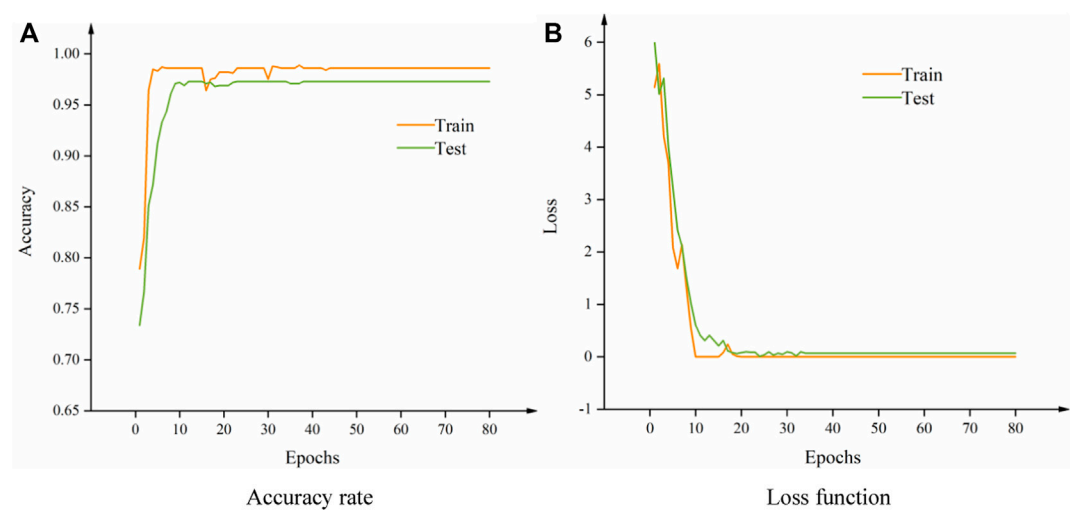 A
1.00
0.95
0.90
0.85
0.80
0.75
0.70
0.65
Accuracy
Train
Test
0 10 20 30 40 50 60 70 80
Epochs
Accuracy rate
B
6
5
4
3
2
1
0
-1
Loss
Train
Test
0 10 20 30 40 50 60 70 80
Epochs
Loss function